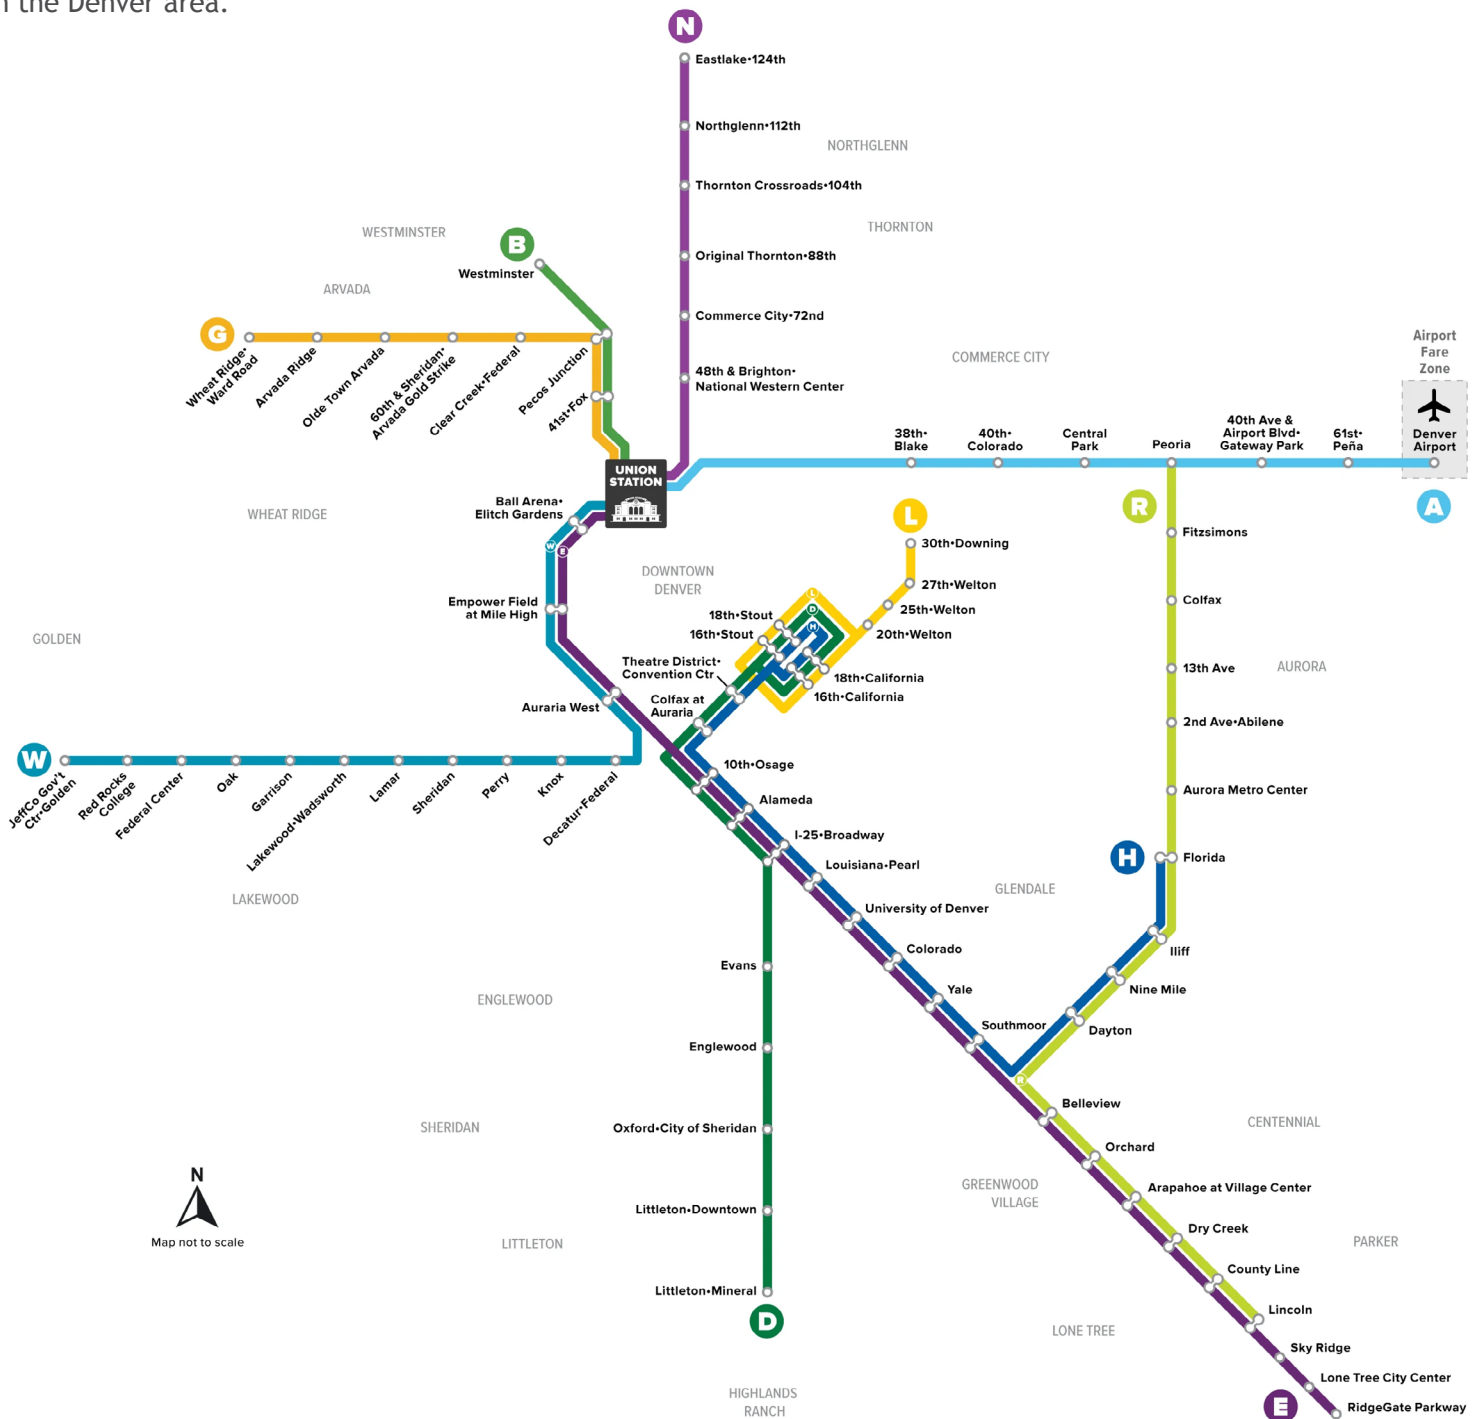 n the Denver area.
N
Eastlake•124th
Northglenn•112th
NORTHGLENN
Thornton Crossroads•104th
THORNTON
WESTMINSTER
B
Westminster
Original Thornton•88th
ARVADA
Commerce City•72nd
G
Wheat Ridge•
Ward Road
Arvada Ridge
Olde Town Arvada
60th & Sheridan•
Arvada Gold Strike
Clear Creek•Federal
Pecos Junction
41st•Fox
48th & Brighton•
National Western Center
COMMERCE CITY
Airport
Fare
Zone
38th•
Blake
40th•
Colorado
Central
Park
Peoria
40th Ave &
Airport Blvd•
Gateway Park
61st•
Peña
Denver
Airport
UNION
STATION
R
A
WHEAT RIDGE
Ball Arena•
Elitch Gardens
W
E
L
30th•Downing
Fitzsimons
DOWNTOWN
DENVER
27th•Welton
25th•Welton
20th•Welton
Colfax
Empower Field
at Mile High
L
D
H
18th•Stout
16th•Stout
GOLDEN
Theatre District•
Convention Ctr
18th•California
16th•California
13th Ave
AURORA
Colfax at
Auraria
Auraria West
2nd Ave•Abilene
W
JeffCo Gov't
Ctr•Golden
Red Rocks
College
Federal Center
Oak
Garrison
Lakewood•Wadsworth
Lamar
Sheridan
Perry
Knox
Decatur•Federal
10th•Osage
Alameda
Aurora Metro Center
I-25•Broadway
Louisiana•Pearl
H
Florida
LAKEWOOD
GLENDALE
University of Denver
Colorado
Iliff
Evans
Yale
Nine Mile
ENGLEWOOD
Southmoor
Dayton
Englewood
R
Belleview
SHERIDAN
Oxford•City of Sheridan
CENTENNIAL
Orchard
N
Map not to scale
GREENWOOD
VILLAGE
Arapahoe at Village Center
Littleton•Downtown
Dry Creek
LITTLETON
PARKER
County Line
Littleton•Mineral
Lincoln
D
LONE TREE
Sky Ridge
Lone Tree City Center
HIGHLANDS
RANCH
E
RidgeGate Parkway